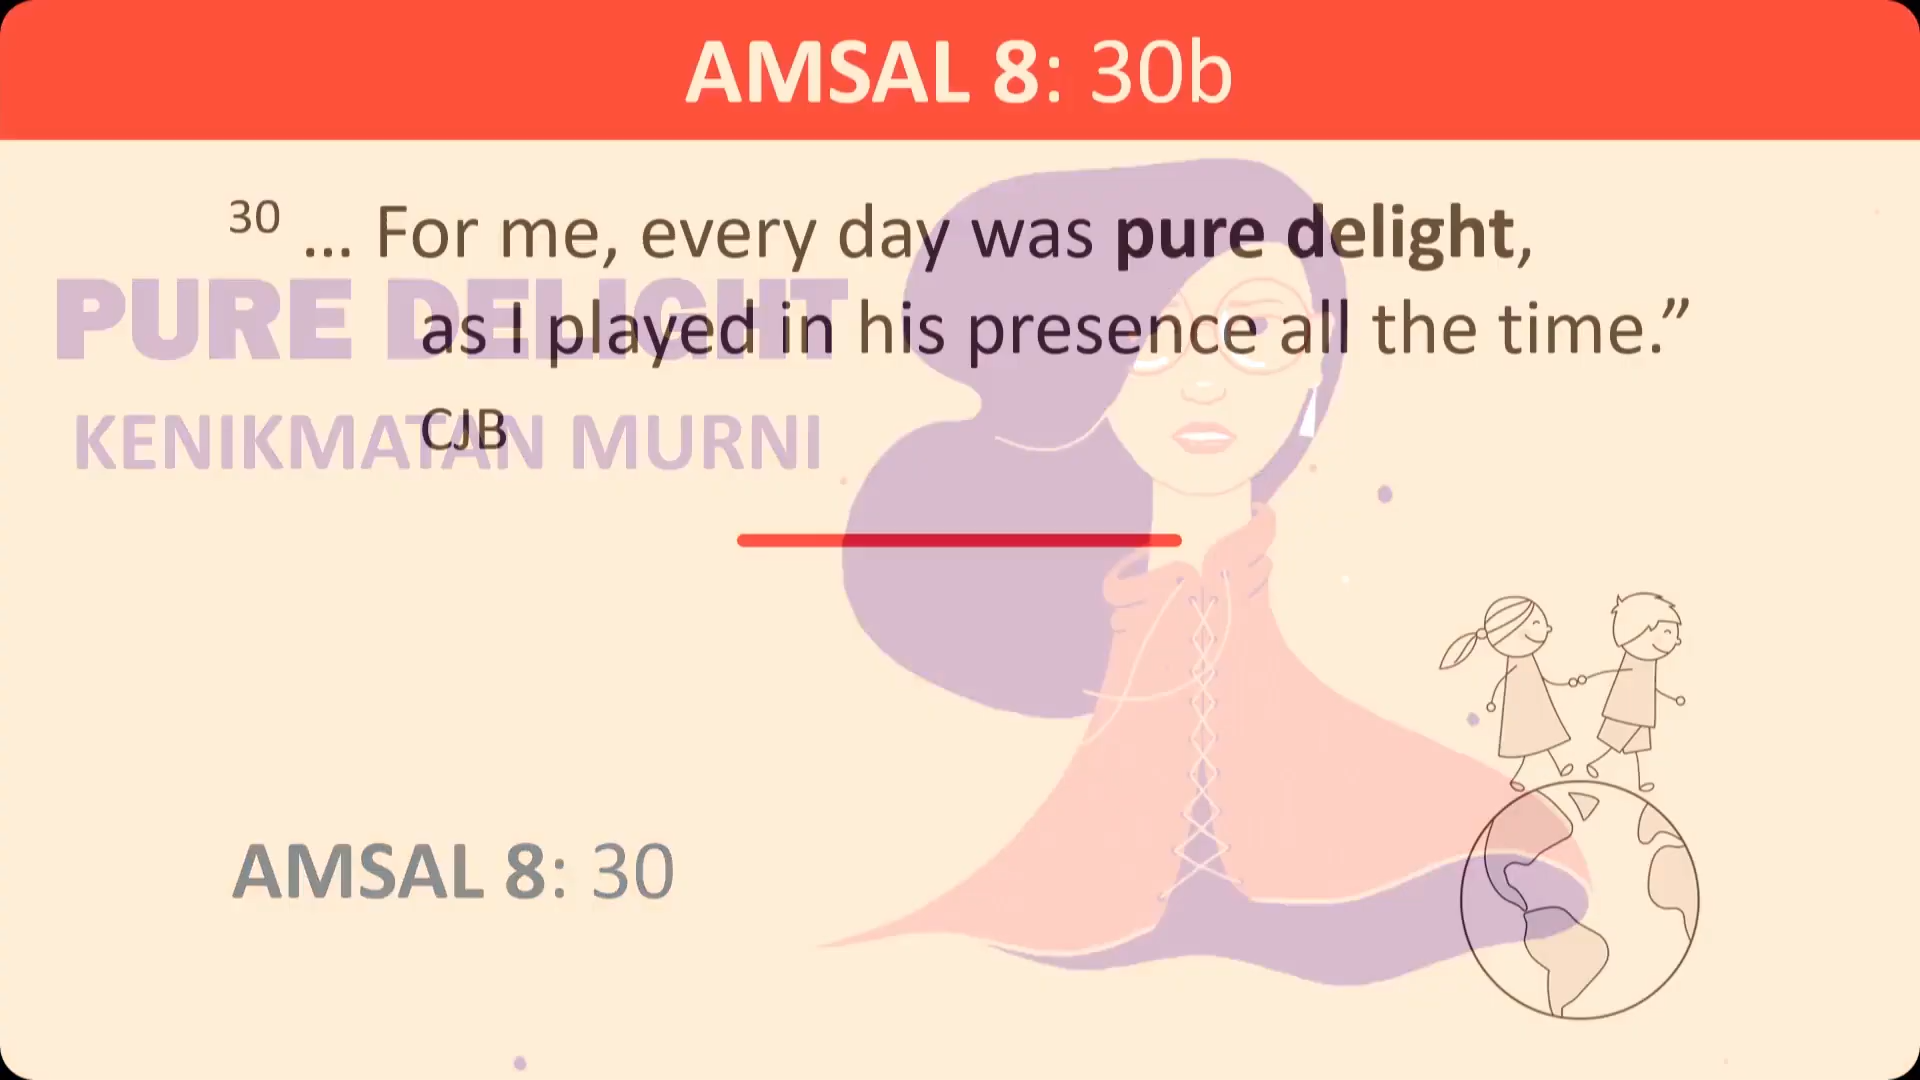 AMSAL 8: 30b
30 ... For me, every day was pure delight,
PURE DELIGHT
as I played in his presence all the time.”
KENIKMATAN MURNI
CJB
AMSAL 8: 30